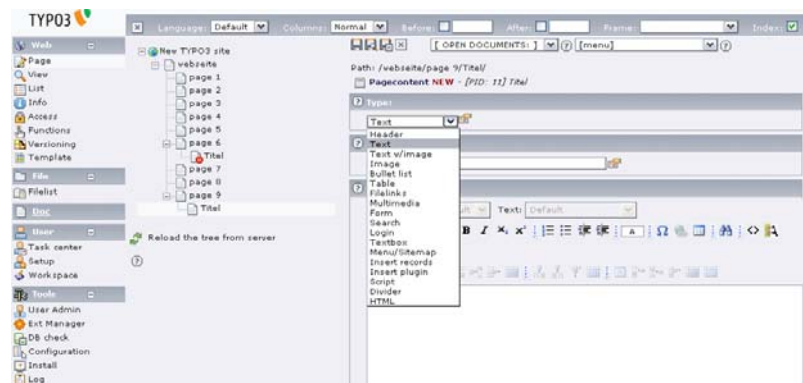 TYPO3
Language: Default Columns: Normal Before: After: Frame: Index:
Web
Page
View
List
Info
Access
Functions
Versioning
Template
File
Filelist
Doc
User
Task center
Setup
Workspace
Tools
User Admin
Ext Manager
DB check
Configuration
Install
Log
New TYPO3 site
webseite
page 1
page 2
page 3
page 4
page 5
page 6
Titel
page 7
page 8
page 9
Titel
Reload the tree from server
[ OPEN DOCUMENTS: ] [menu]
Path: /webseite/page 9/Titel/
Pagecontent NEW - [PID: 11] Titel
Type:
Text
Header
Text
Text w/image
Image
Bullet list
Table
Filelinks
Multimedia
Form
Search
Login
Textbox
Menu/Sitemap
Insert records
Insert plugin
Script
Divider
HTML
Text: Default